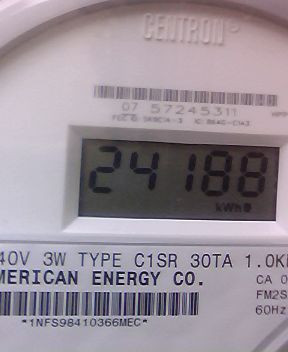 CENTRON®
07 57245311
24188
kWh
40V 3W TYPE C1SR 30TA 1.0K
MERICAN ENERGY CO.
CA 0
FM2S
60Hz
*1NFS98410366MEC*